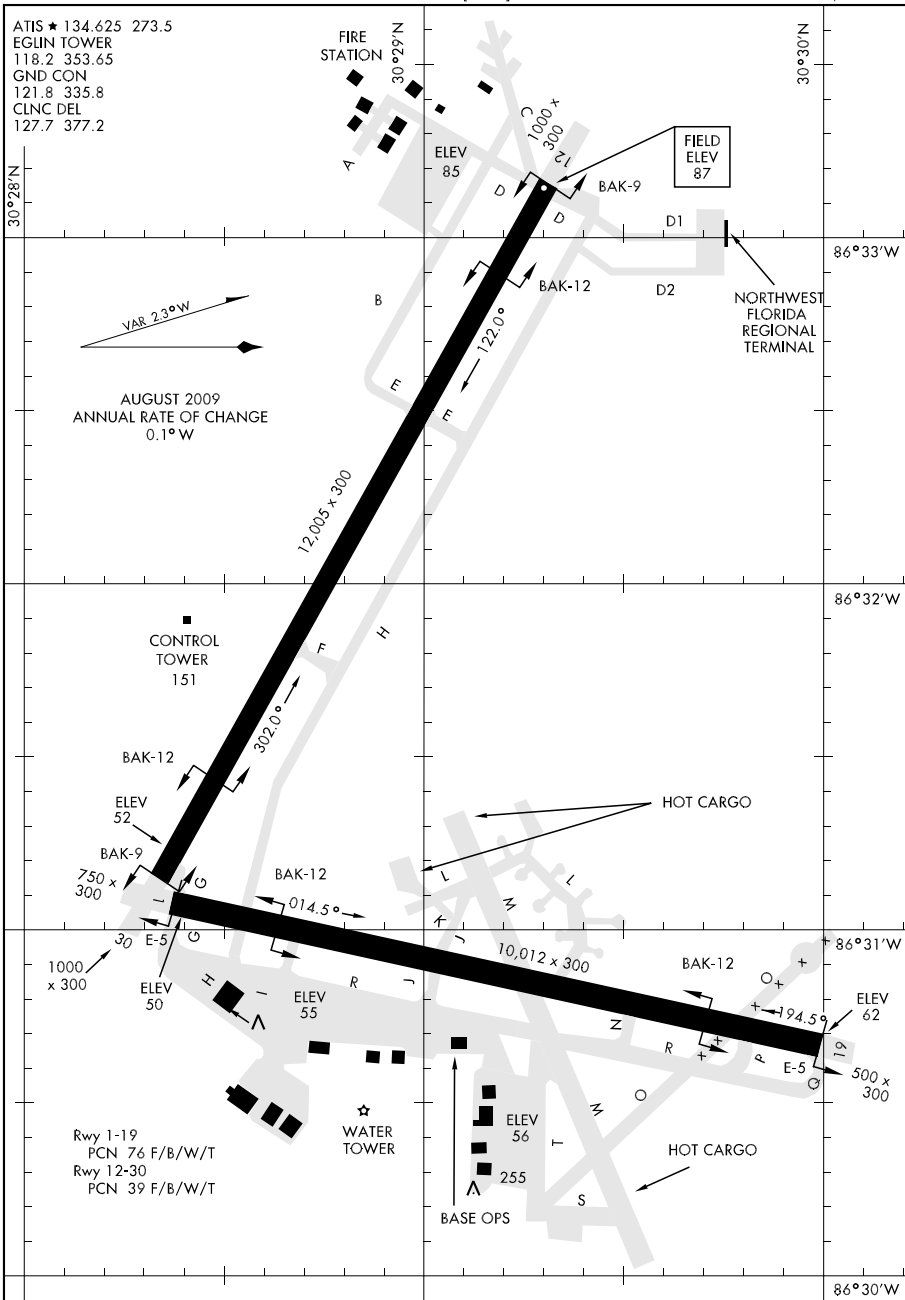 ATIS ★ 134.625 273.5
EGLIN TOWER
118.2 353.65
GND CON
121.8 335.8
CLNC DEL
127.7 377.2
FIRE
STATION
30°29'N
30°30'N
30°28'N
C
1000 x
300
12
FIELD
ELEV
87
A
ELEV
85
D
BAK-9
D
D1
86°33'W
BAK-12
D2
B
NORTHWEST
FLORIDA
REGIONAL
TERMINAL
VAR 2.3° W
122.0°
AUGUST 2009
ANNUAL RATE OF CHANGE
0.1° W
E
E
12,005 x 300
86°32'W
CONTROL
TOWER
151
H
F
302.0°
BAK-12
ELEV
52
HOT CARGO
BAK-9
750 x
300
G
BAK-12
014.5°
L
L
M
K
J
I
G
E-5
30
1000
x 300
10,012 x 300
86°31'W
BAK-12
O
ELEV
50
H
I
ELEV
55
R
J
194.5°
ELEV
62
N
R
P
E-5
19
Q
500 x
300
O
M
WATER
TOWER
ELEV
56
T
255
HOT CARGO
S
BASE OPS
Rwy 1-19
PCN 76 F/B/W/T
Rwy 12-30
PCN 39 F/B/W/T
86°30'W